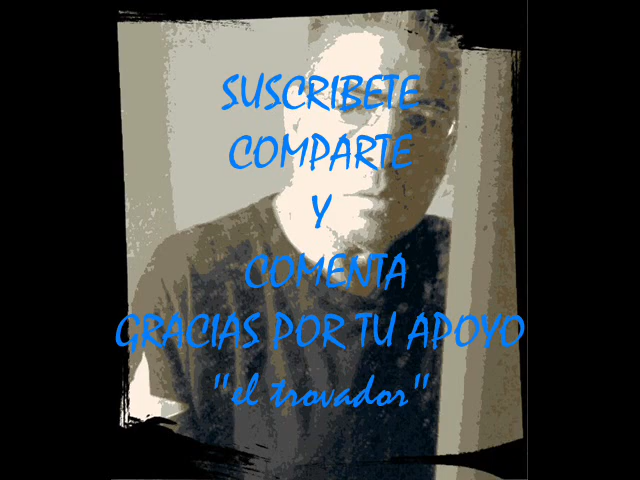 SUSCRIBETE
COMPARTE
Y
COMENTA
GRACIAS POR TU APOYO
"el trovador"